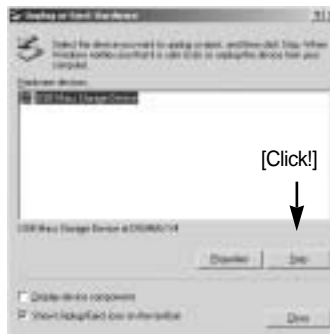 Unplug or Eject Hardware
Select the device you want to unplug or eject, and then click Stop. When
Windows notifies you that it is safe to do so unplug the device from your
computer.
Hardware devices:
USB Mass Storage Device
[Click!]
USB Mass Storage Device at
Properties Stop
Display device components
Show Unplug/Eject icon on the taskbar
Close